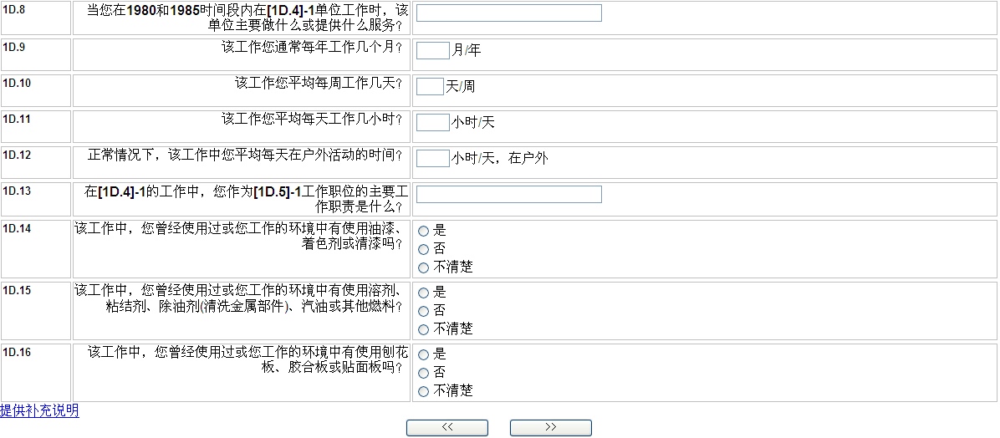 1D.8
当您在1980和1985时间段内在[1D.4]-1单位工作时，该
单位主要做什么或提供什么服务？
1D.9
该工作您通常每年工作几个月？
月/年
1D.10
该工作您平均每周工作几天？
天/周
1D.11
该工作您平均每天工作几小时？
小时/天
1D.12
正常情况下，该工作中您平均每天在户外活动的时间？
小时/天，在户外
1D.13
在[1D.4]-1的工作中，您作为[1D.5]-1工作职位的主要工
作职责是什么？
1D.14
该工作中，您曾经使用过或您工作的环境中有使用油漆、
着色剂或清漆吗？
是
否
不清楚
1D.15
该工作中，您曾经使用过或您工作的环境中有使用溶剂、
粘结剂、除油剂(清洗金属部件)、汽油或其他燃料？
是
否
不清楚
1D.16
该工作中，您曾经使用过或您工作的环境中有使用刨花
板、胶合板或贴面板吗？
是
否
不清楚
提供补充说明
<< >>